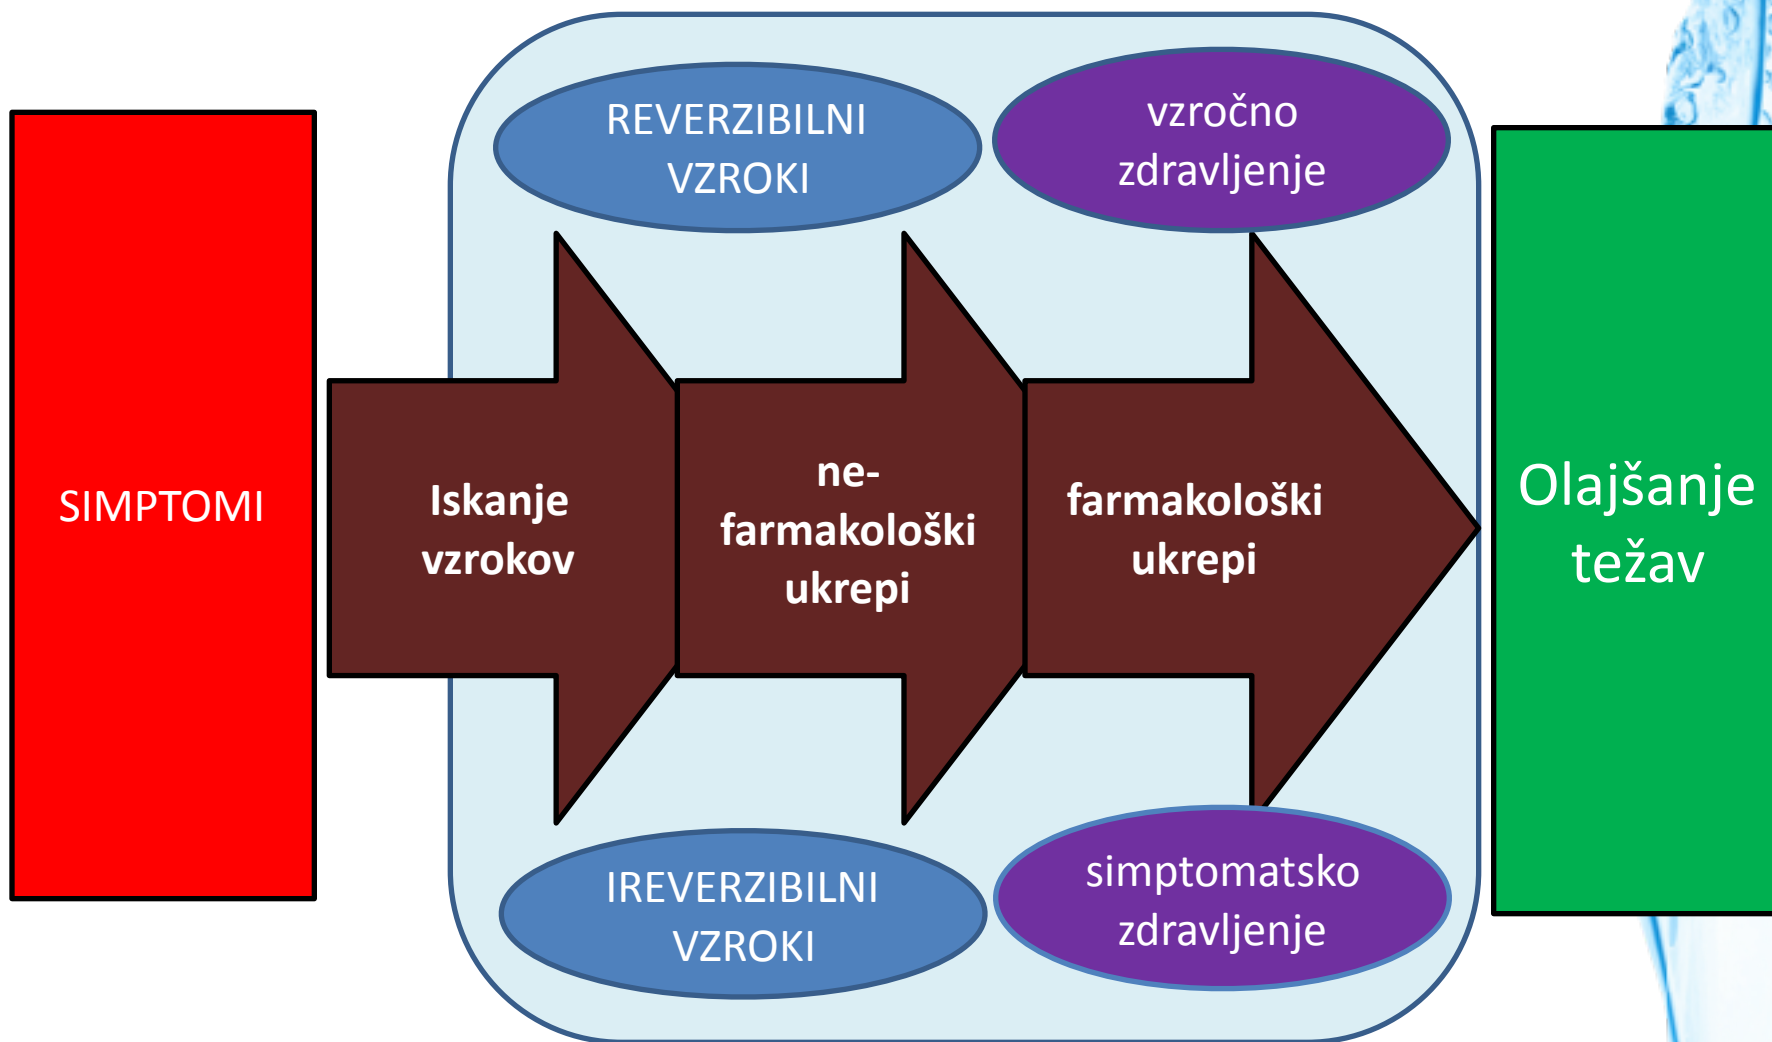 REVERZIBILNI
VZROKI
vzročno
zdravljenje
SIMPTOMI
Iskanje
vzrokov
ne-
farmakološki
ukrepi
farmakološki
ukrepi
Olajšanje
težav
IREVERZIBILNI
VZROKI
simptomatsko
zdravljenje